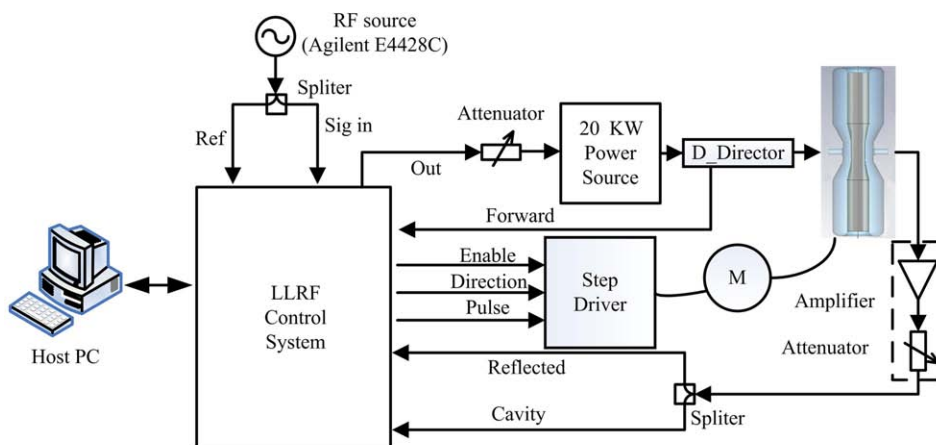 RF source
(Agilent E4428C)
Spliter
Ref
Sig in
Attenuator
Out
20 KW
Power
Source
D_Director
Forward
Enable
Direction
Pulse
Step
Driver
M
Amplifier
Attenuator
LLRF
Control
System
Host PC
Reflected
Cavity
Spliter